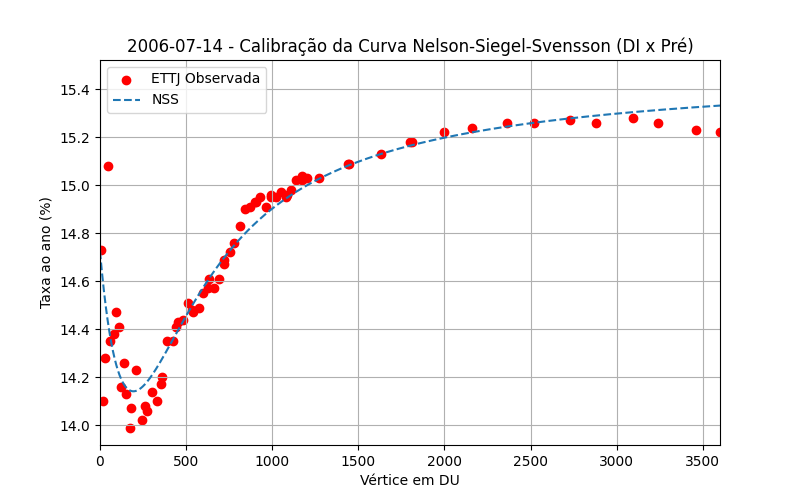 2006-07-14 - Calibração da Curva Nelson-Siegel-Svensson (DI x Pré)
ETTJ Observada
NSS
Taxa ao ano (%)
15.4
15.2
15.0
14.8
14.6
14.4
14.2
14.0
0 500 1000 1500 2000 2500 3000 3500
Vértice em DU